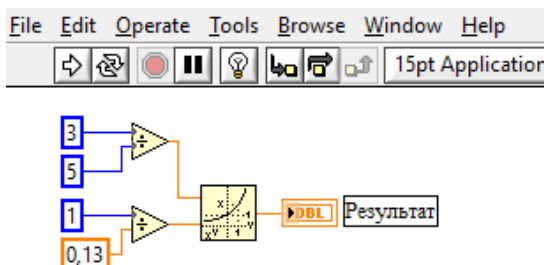 File Edit Operate Tools Browse Window Help
15pt Application
3
5
1
0,13
x
x^y
DBL Результат